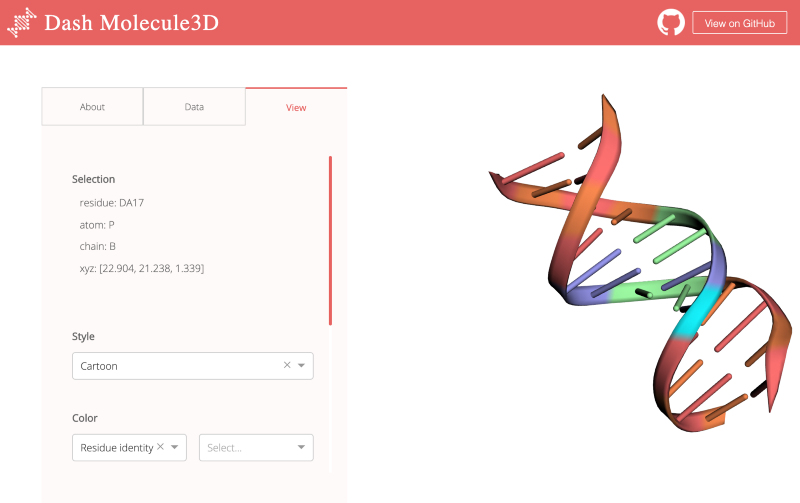 Dash Molecule3D
View on GitHub
About
Data
View
Selection
residue: DA17
atom: P
chain: B
xyz: [22.904, 21.238, 1.339]
Style
Cartoon
Color
Residue identity
Select...